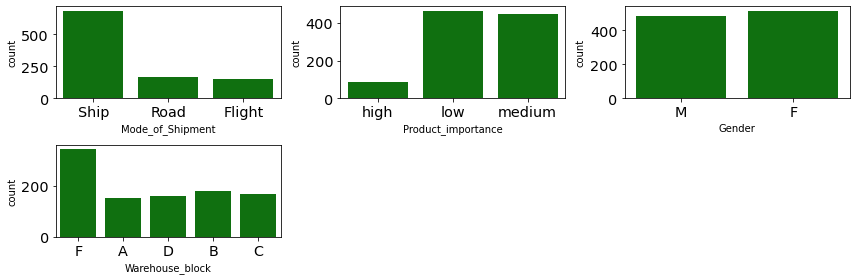 count
500
250
0
Ship Road Flight
Mode_of_Shipment
count
400
200
0
high low medium
Product_importance
count
400
200
0
M F
Gender
count
200
0
F A D B C
Warehouse_block